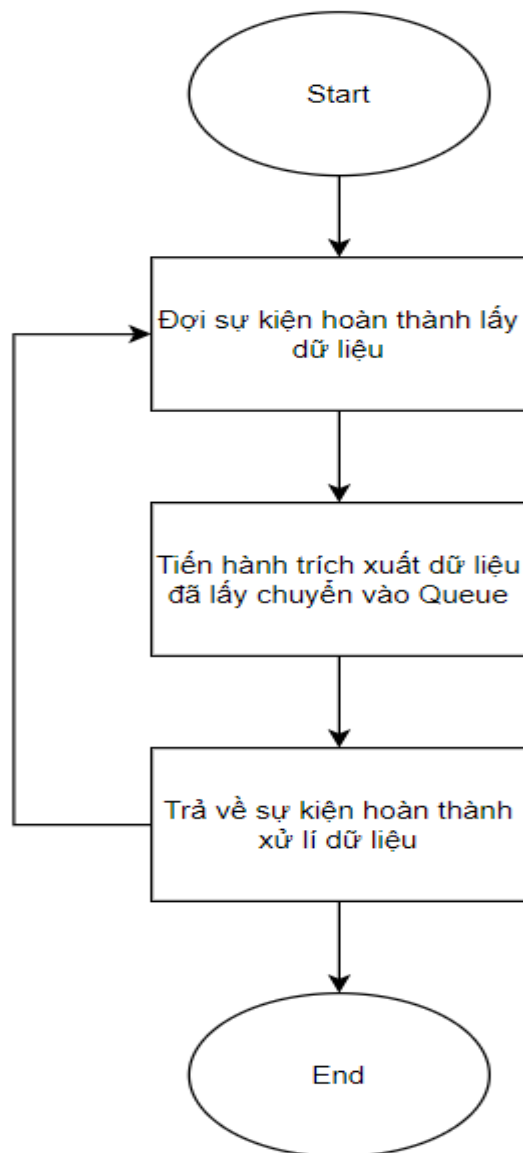 Start
Đợi sự kiện hoàn thành lấy
dữ liệu
Tiến hành trích xuất dữ liệu
đã lấy chuyển vào Queue
Trả về sự kiện hoàn thành
xử lí dữ liệu
End